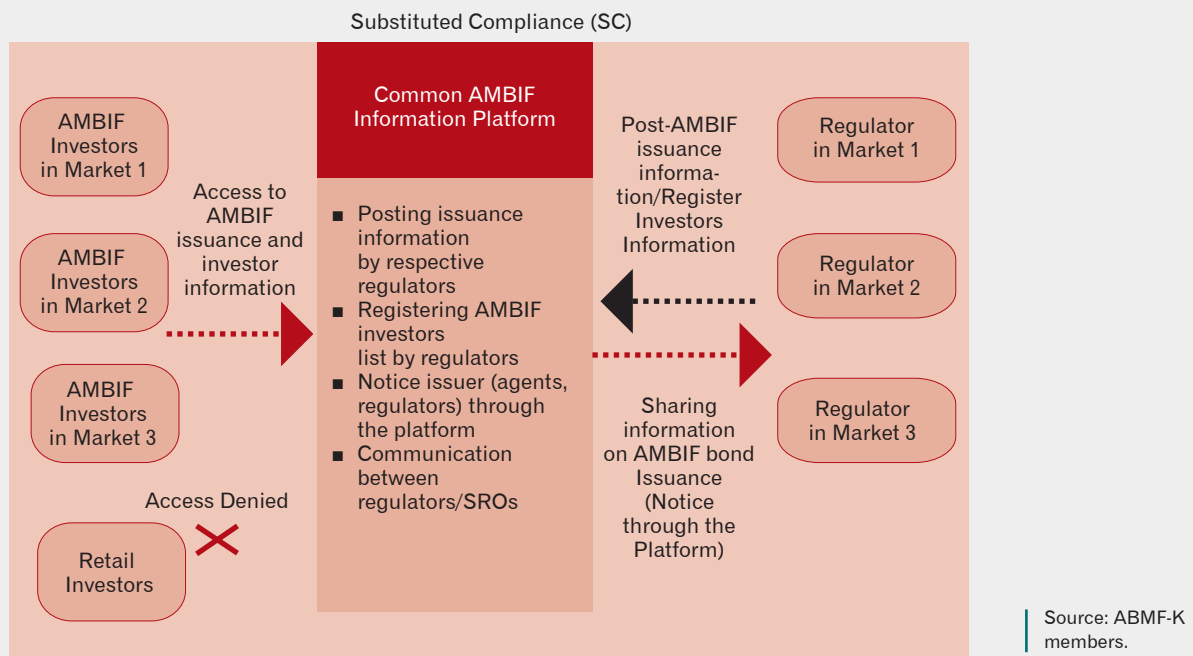 Substituted Compliance (SC)
AMBIF
Investors
in Market 1
AMBIF
Investors
in Market 2
AMBIF
Investors
in Market 3
Retail
Investors
Access to
AMBIF
issuance and
investor
information
Access Denied
Common AMBIF
Information Platform
■ Posting issuance
information
by respective
regulators
■ Registering AMBIF
investors
list by regulators
■ Notice issuer (agents,
regulators) through
the platform
■ Communication
between
regulators/SROs
Post-AMBIF
issuance
informa-
tion/Register
Investors
Information
Sharing
information
on AMBIF bond
Issuance
(Notice
through the
Platform)
Regulator
in Market 1
Regulator
in Market 2
Regulator
in Market 3
Source: ABMF-K
members.